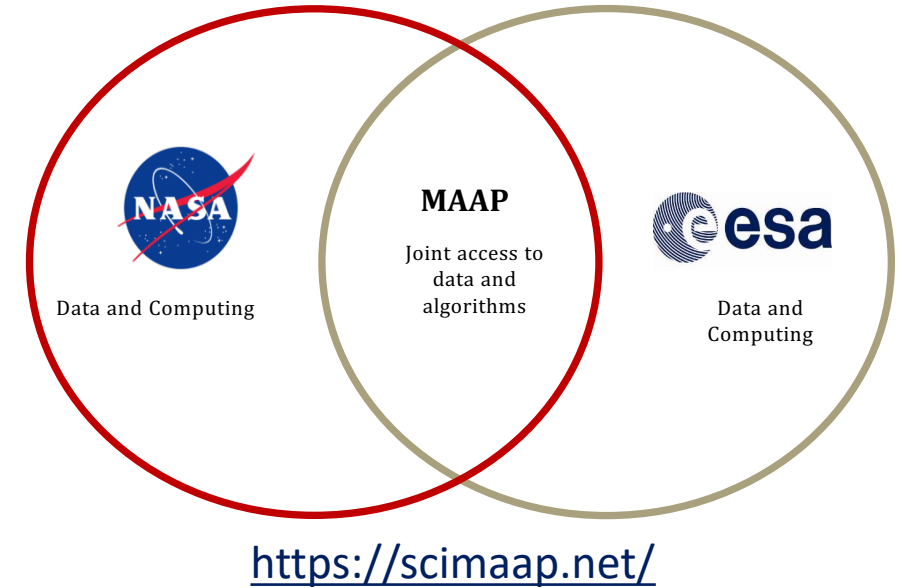 NASA
Data and Computing
MAAP
Joint access to
data and
algorithms
esa
Data and
Computing
https://scimaap.net/